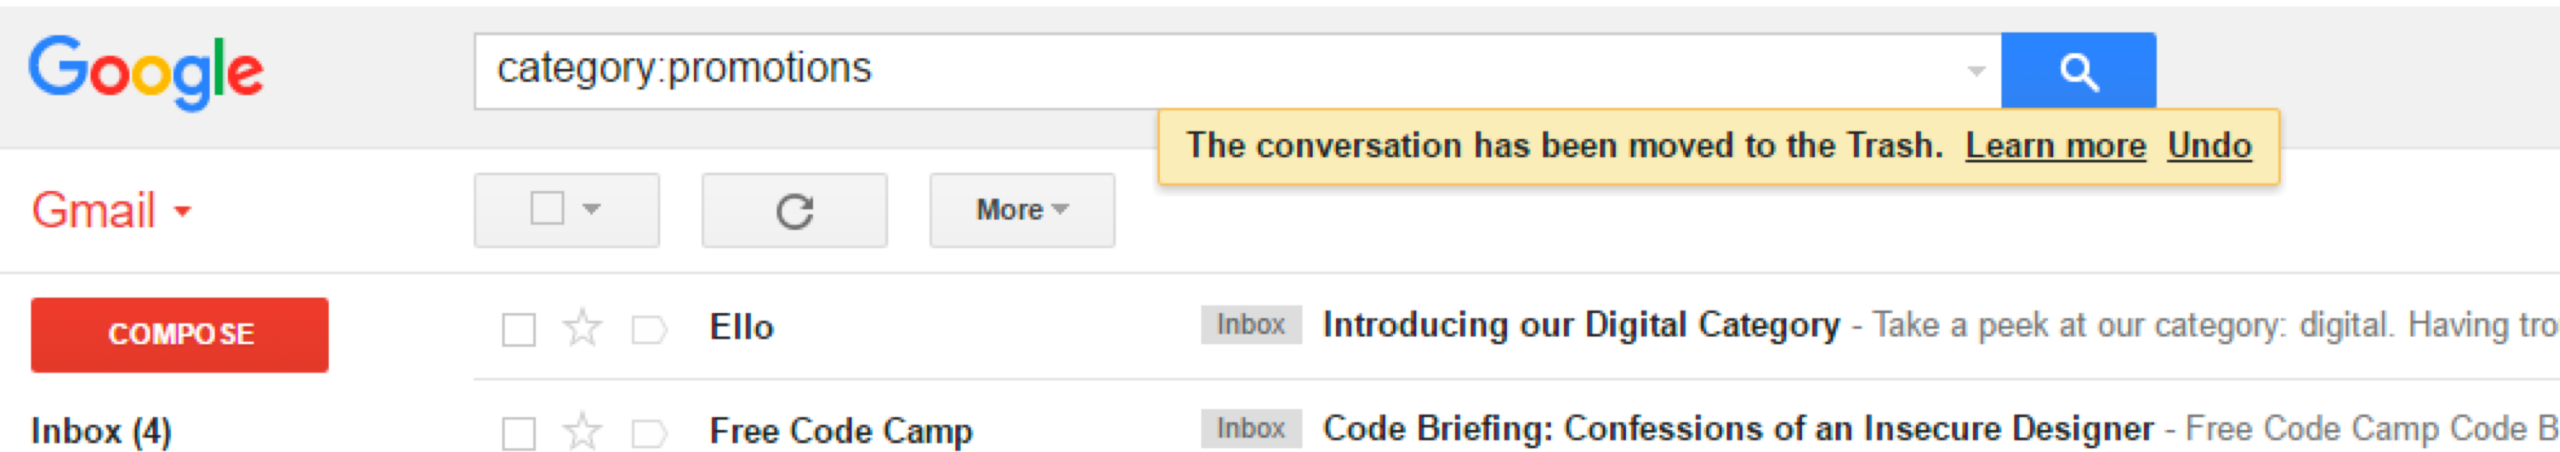 Google
category:promotions
The conversation has been moved to the Trash. Learn more Undo
Gmail
More
COMPOSE
Ello Inbox Introducing our Digital Category - Take a peek at our category: digital. Having tro
Inbox (4)
Free Code Camp Inbox Code Briefing: Confessions of an Insecure Designer - Free Code Camp Code B